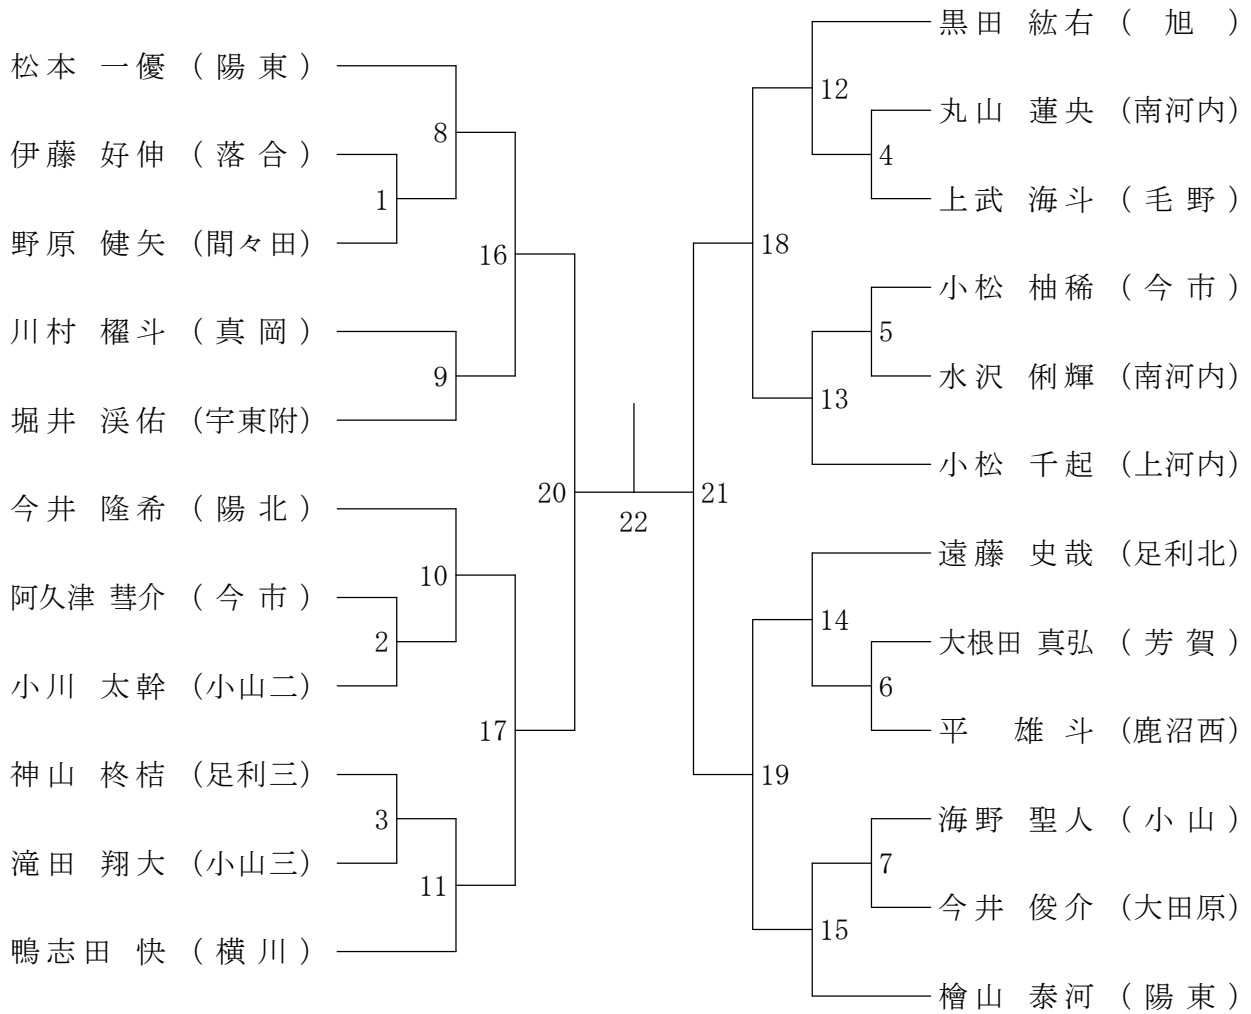 松本 一優 (陽東)
伊藤 好伸 (落合)
野原 健矢 (間々田)
川村 櫂斗 (真岡)
堀井 渓佑 (宇東附)
今井 隆希 (陽北)
阿久津 彗介 (今市)
小川 太幹 (小山二)
神山 柊桔 (足利三)
滝田 翔大 (小山三)
鴨志田 快 (横川)
8
1
16
9
10
2
17
3
11
20
22
21
12
4
18
5
13
14
6
19
7
15
黒田 紘右 (旭)
丸山 蓮央 (南河内)
上武 海斗 (毛野)
小松 柚稀 (今市)
水沢 俐輝 (南河内)
小松 千起 (上河内)
遠藤 史哉 (足利北)
大根田 真弘 (芳賀)
平 雄斗 (鹿沼西)
海野 聖人 (小山)
今井 俊介 (大田原)
檜山 泰河 (陽東)